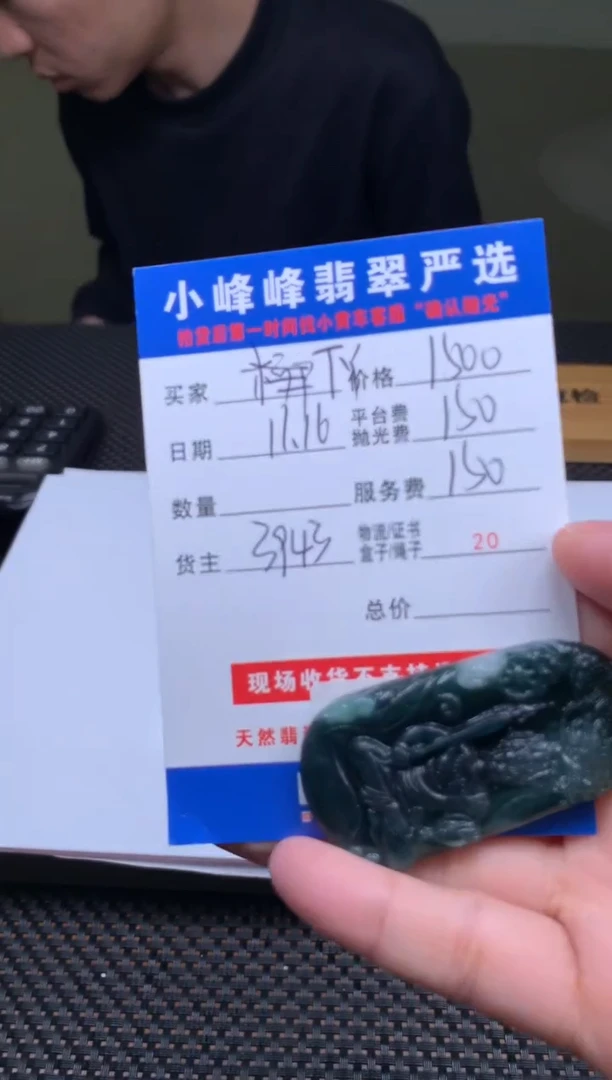 小峰峰翡翠严选
买家 TY 价格 1500
日期 11.16 平台费 抛光费 150
数量 服务费 150
货主 3943 物流/证书 盒子/绳子 20
总价
现场收货不支持
天然翡